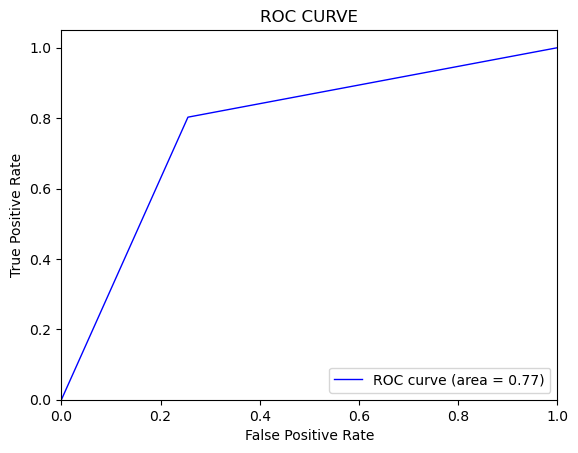 ROC CURVE
1.0
0.8
0.6
0.4
0.2
0.0
True Positive Rate
ROC curve (area = 0.77)
0.0 0.2 0.4 0.6 0.8 1.0
False Positive Rate